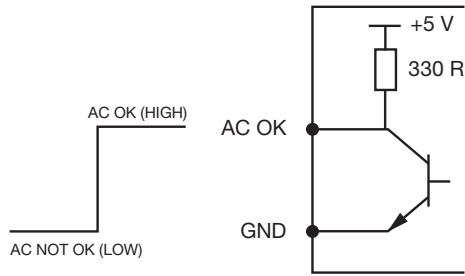 +5 V
330 R
AC OK (HIGH)
AC OK
GND
AC NOT OK (LOW)